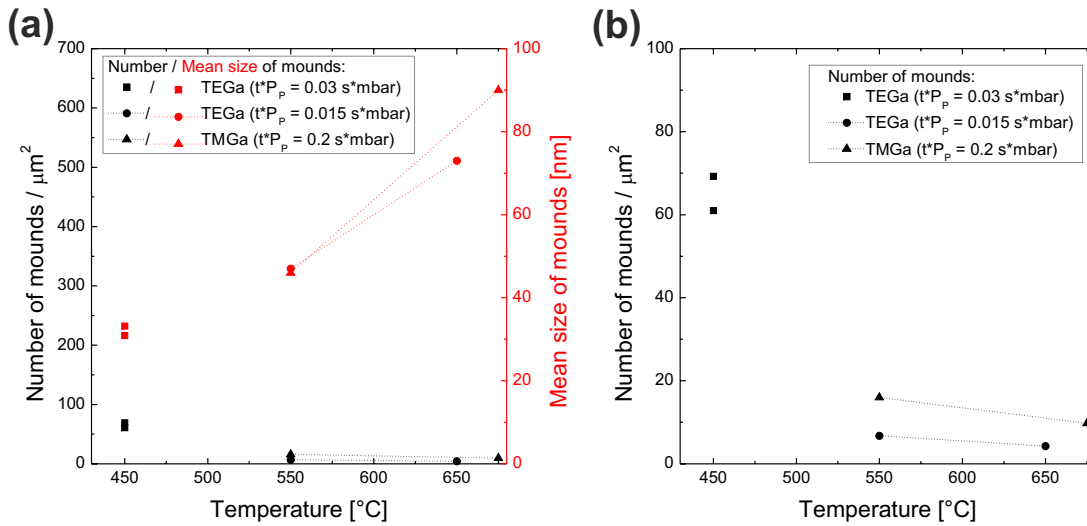 (a)
700
600
500
400
300
200
100
0
Number of mounds / μm²
Number / Mean size of mounds:
/ TEGa (t*P_P = 0.03 s*mbar)
/ TEGa (t*P_P = 0.015 s*mbar)
/ TMGa (t*P_P = 0.2 s*mbar)
100
80
60
40
20
0
Mean size of mounds [nm]
450 500 550 600 650
Temperature [°C]
(b)
100
80
60
40
20
0
Number of mounds / μm²
Number of mounds:
TEGa (t*P_P = 0.03 s*mbar)
TEGa (t*P_P = 0.015 s*mbar)
TMGa (t*P_P = 0.2 s*mbar)
450 500 550 600 650
Temperature [°C]